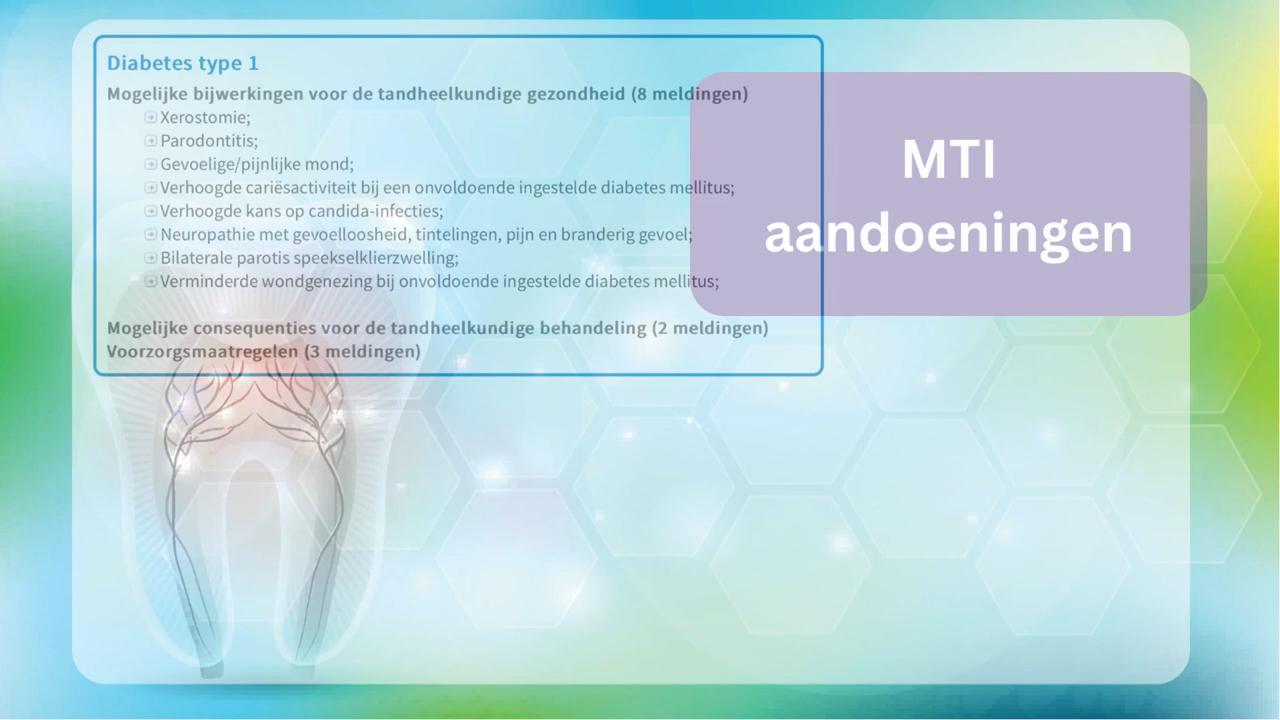 Diabetes type 1
Mogelijke bijwerkingen voor de tandheelkundige gezondheid (8 meldingen)
Xerostomie;
Parodontitis;
Gevoelige/pijnlijke mond;
Verhoogde cariësactiviteit bij een onvoldoende ingestelde diabetes mellitus;
Verhoogde kans op candida-infecties;
Neuropathie met gevoelloosheid, tintelingen, pijn en branderig gevoel;
Bilaterale parotis speekselklierzwelling;
Verminderde wondgenezing bij onvoldoende ingestelde diabetes mellitus;
Mogelijke consequenties voor de tandheelkundige behandeling (2 meldingen)
Voorzorgsmaatregelen (3 meldingen)
MTI
aandoeningen